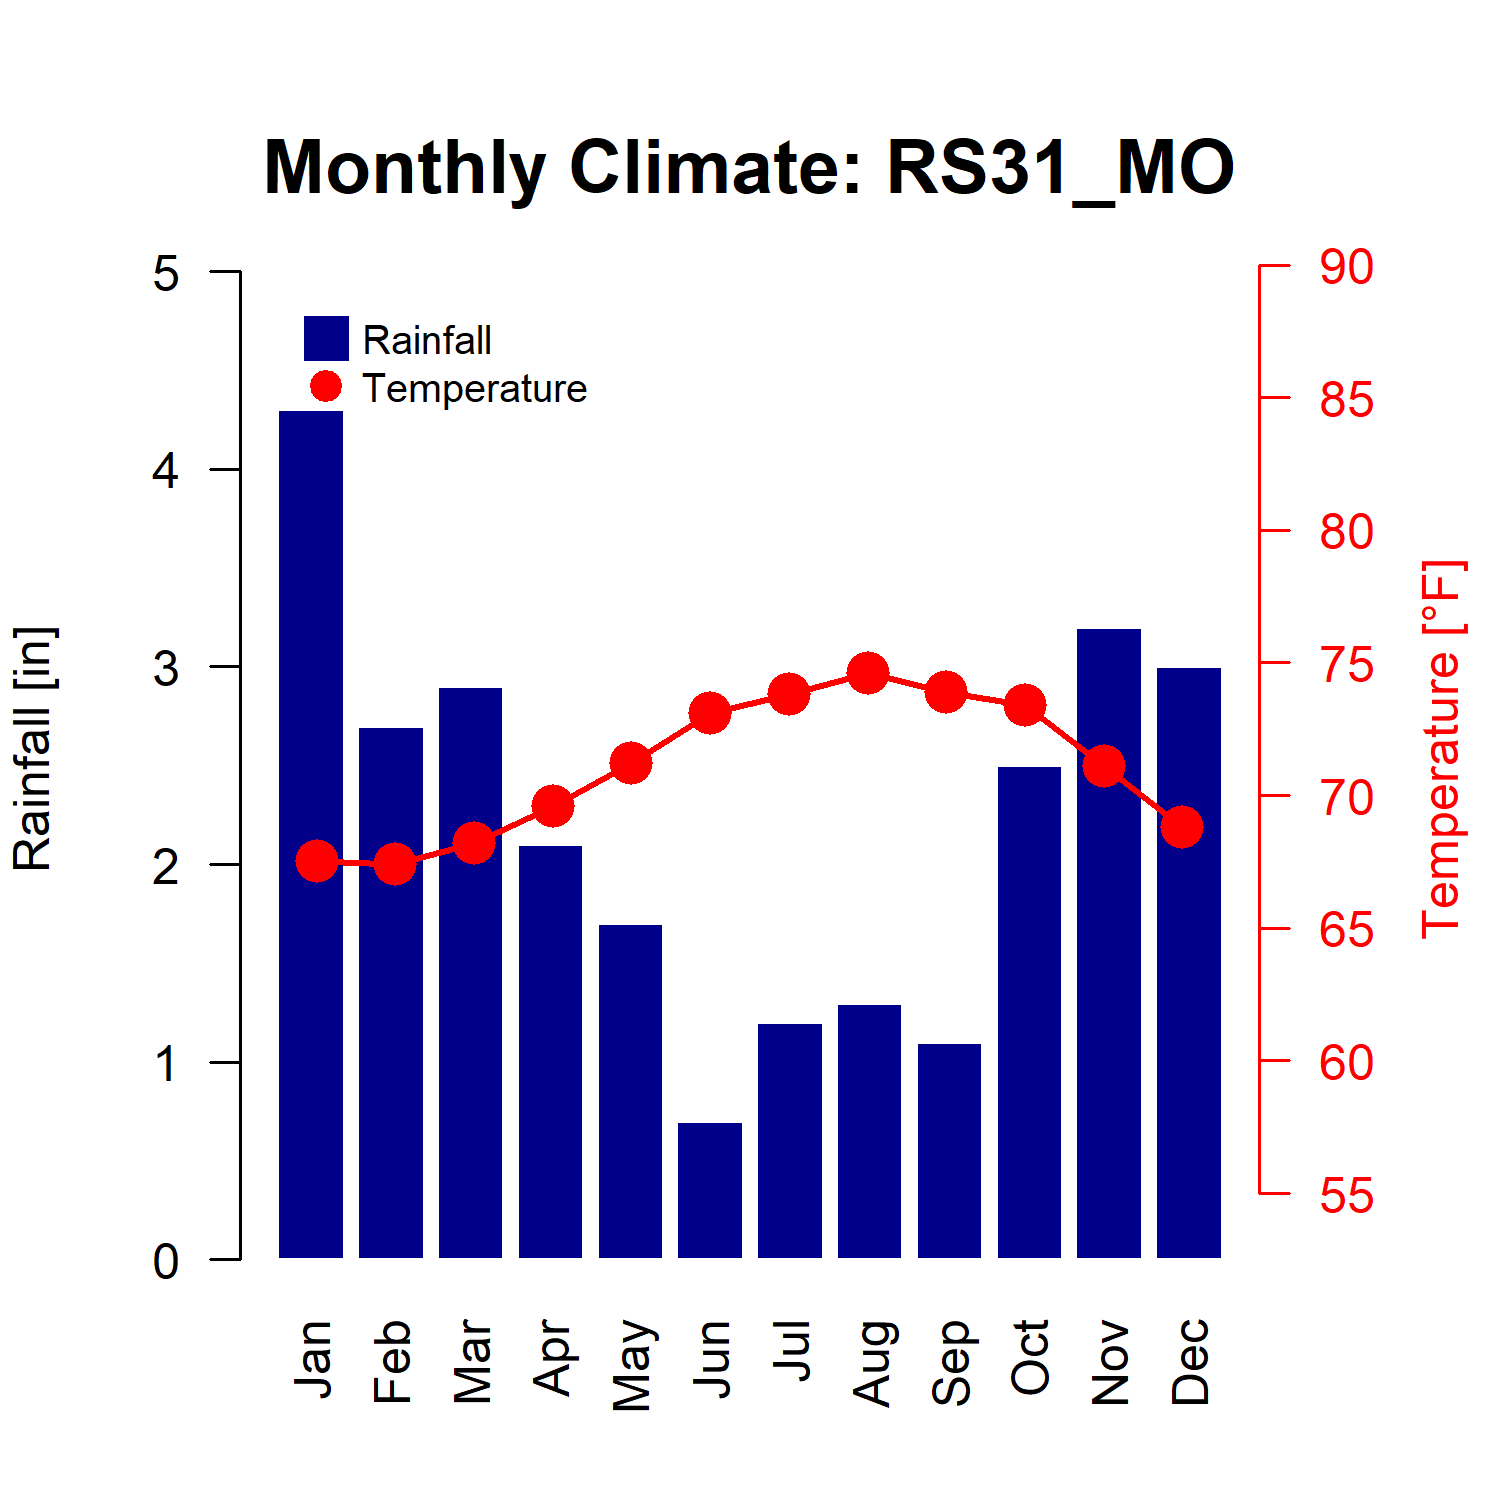 Monthly Climate: RS31_MO
5
4
3
2
1
0
Rainfall [in]
Rainfall
Temperature
90
85
80
75
70
65
60
55
Temperature [°F]
Jan
Feb
Mar
Apr
May
Jun
Jul
Aug
Sep
Oct
Nov
Dec